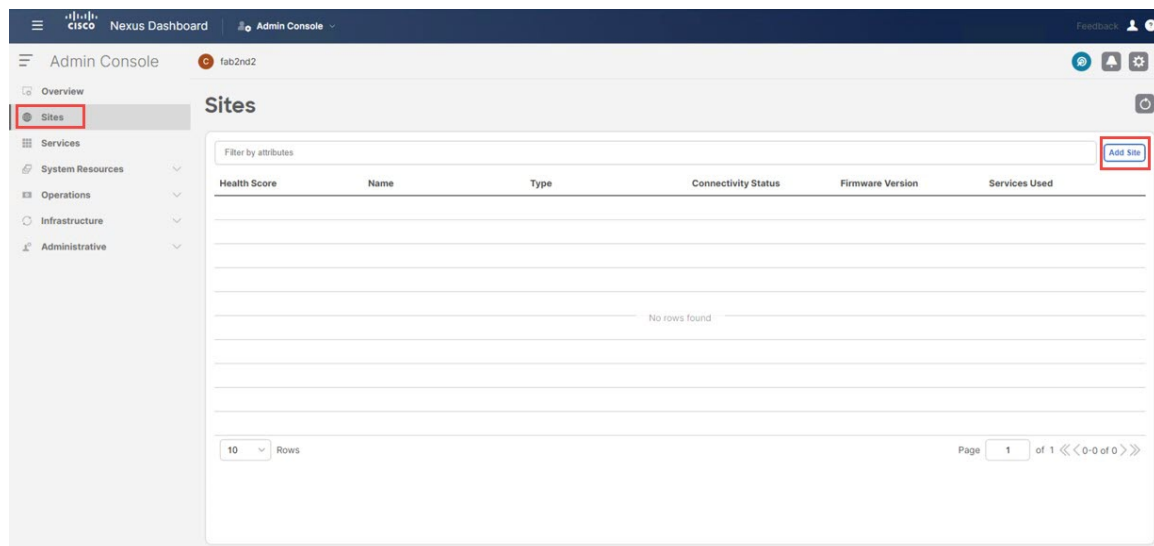 CISCO Nexus Dashboard Admin Console Feedback
Admin Console C fab2nd2
Overview
Sites
Sites
Services
System Resources
Operations
Infrastructure
Administrative
Filter by attributes Add Site
Health Score Name Type Connectivity Status Firmware Version Services Used
No rows found
10 Rows Page 1 of 1 0-0 of 0